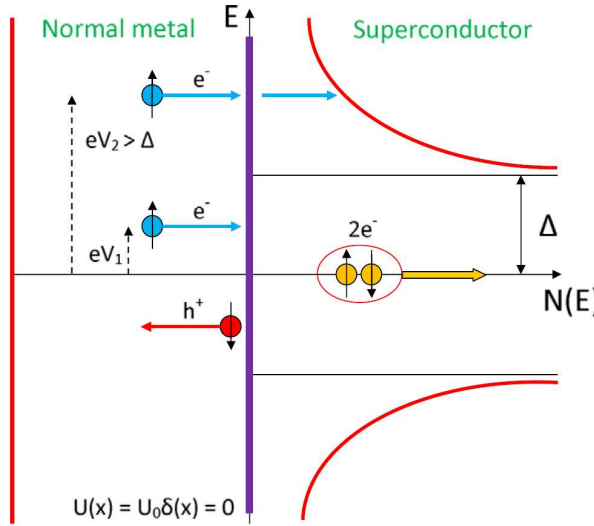 Normal metal
E
Superconductor
e-
eV₂ > Δ
e-
eV₁
2e-
Δ
N(E)
h⁺
U(x) = U₀δ(x) = 0